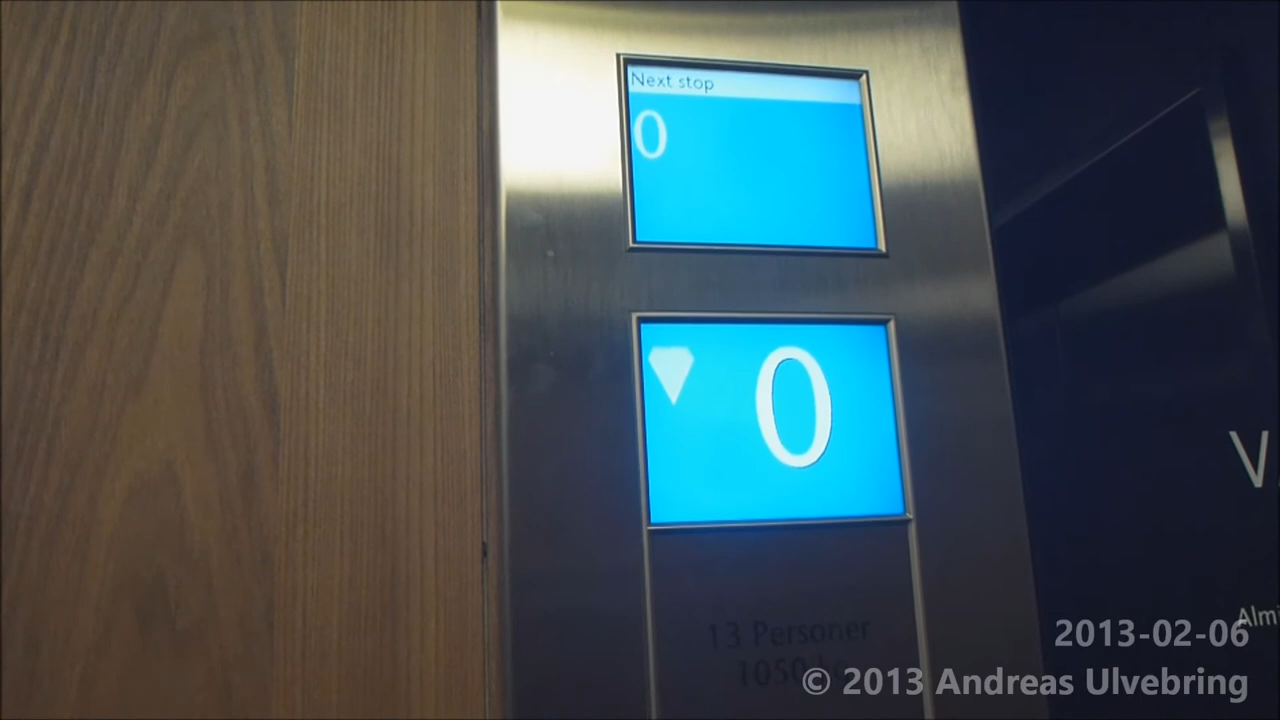 Next stop
0
0
13 Personer
1050
2013-02-06
© 2013 Andreas Ulvebring